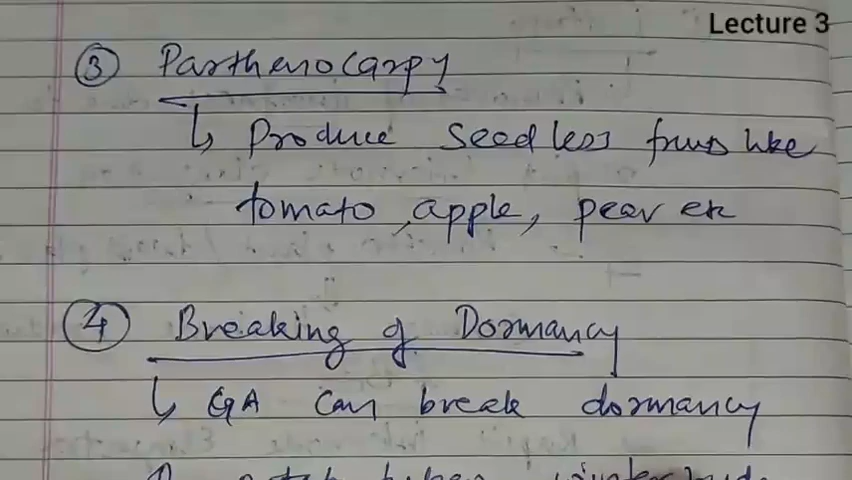 Lecture 3
③ Parthenocarpy
↳ Produce seedless fruits like
tomato, apple, pear etc
④ Breaking of Dormancy
↳ GA can break dormancy